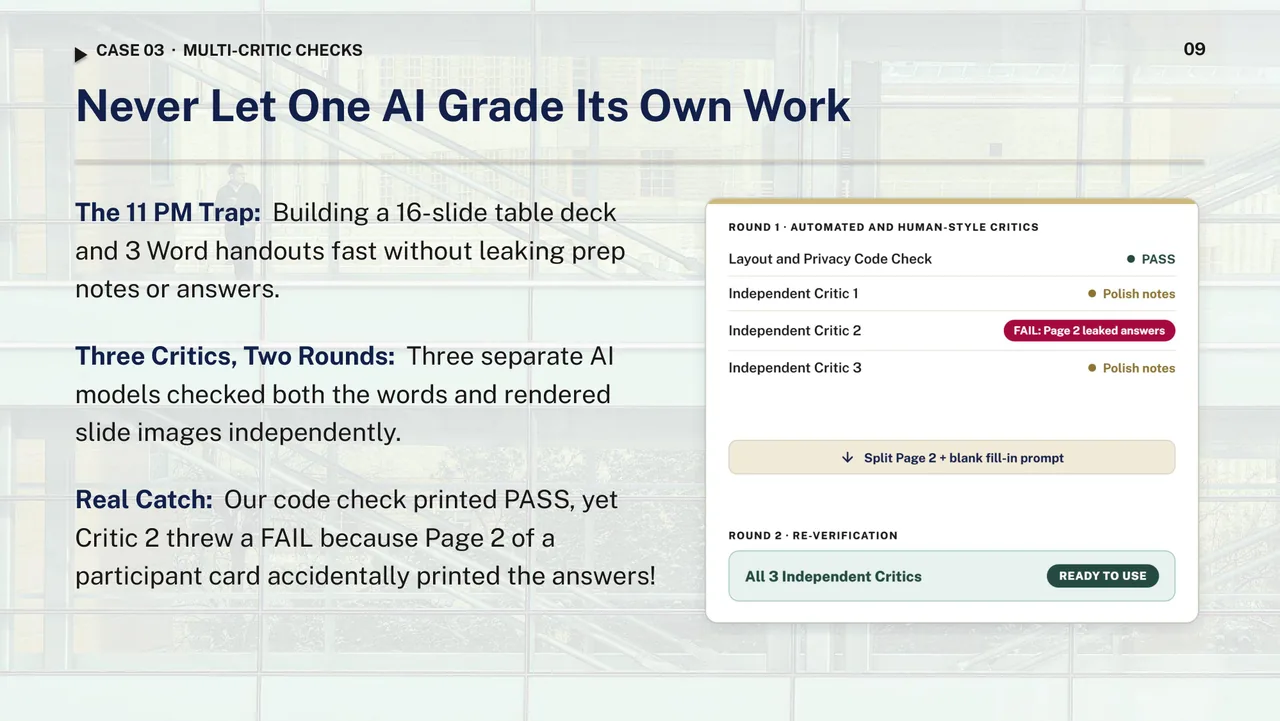 CASE 03 · MULTI-CRITIC CHECKS
09
Never Let One AI Grade Its Own Work
The 11 PM Trap: Building a 16-slide table deck
and 3 Word handouts fast without leaking prep
notes or answers.
Three Critics, Two Rounds: Three separate AI
models checked both the words and rendered
slide images independently.
Real Catch: Our code check printed PASS, yet
Critic 2 threw a FAIL because Page 2 of a
participant card accidentally printed the answers!
ROUND 1 · AUTOMATED AND HUMAN-STYLE CRITICS
Layout and Privacy Code Check PASS
Independent Critic 1 Polish notes
Independent Critic 2 FAIL: Page 2 leaked answers
Independent Critic 3 Polish notes
↓ Split Page 2 + blank fill-in prompt
ROUND 2 · RE-VERIFICATION
All 3 Independent Critics READY TO USE